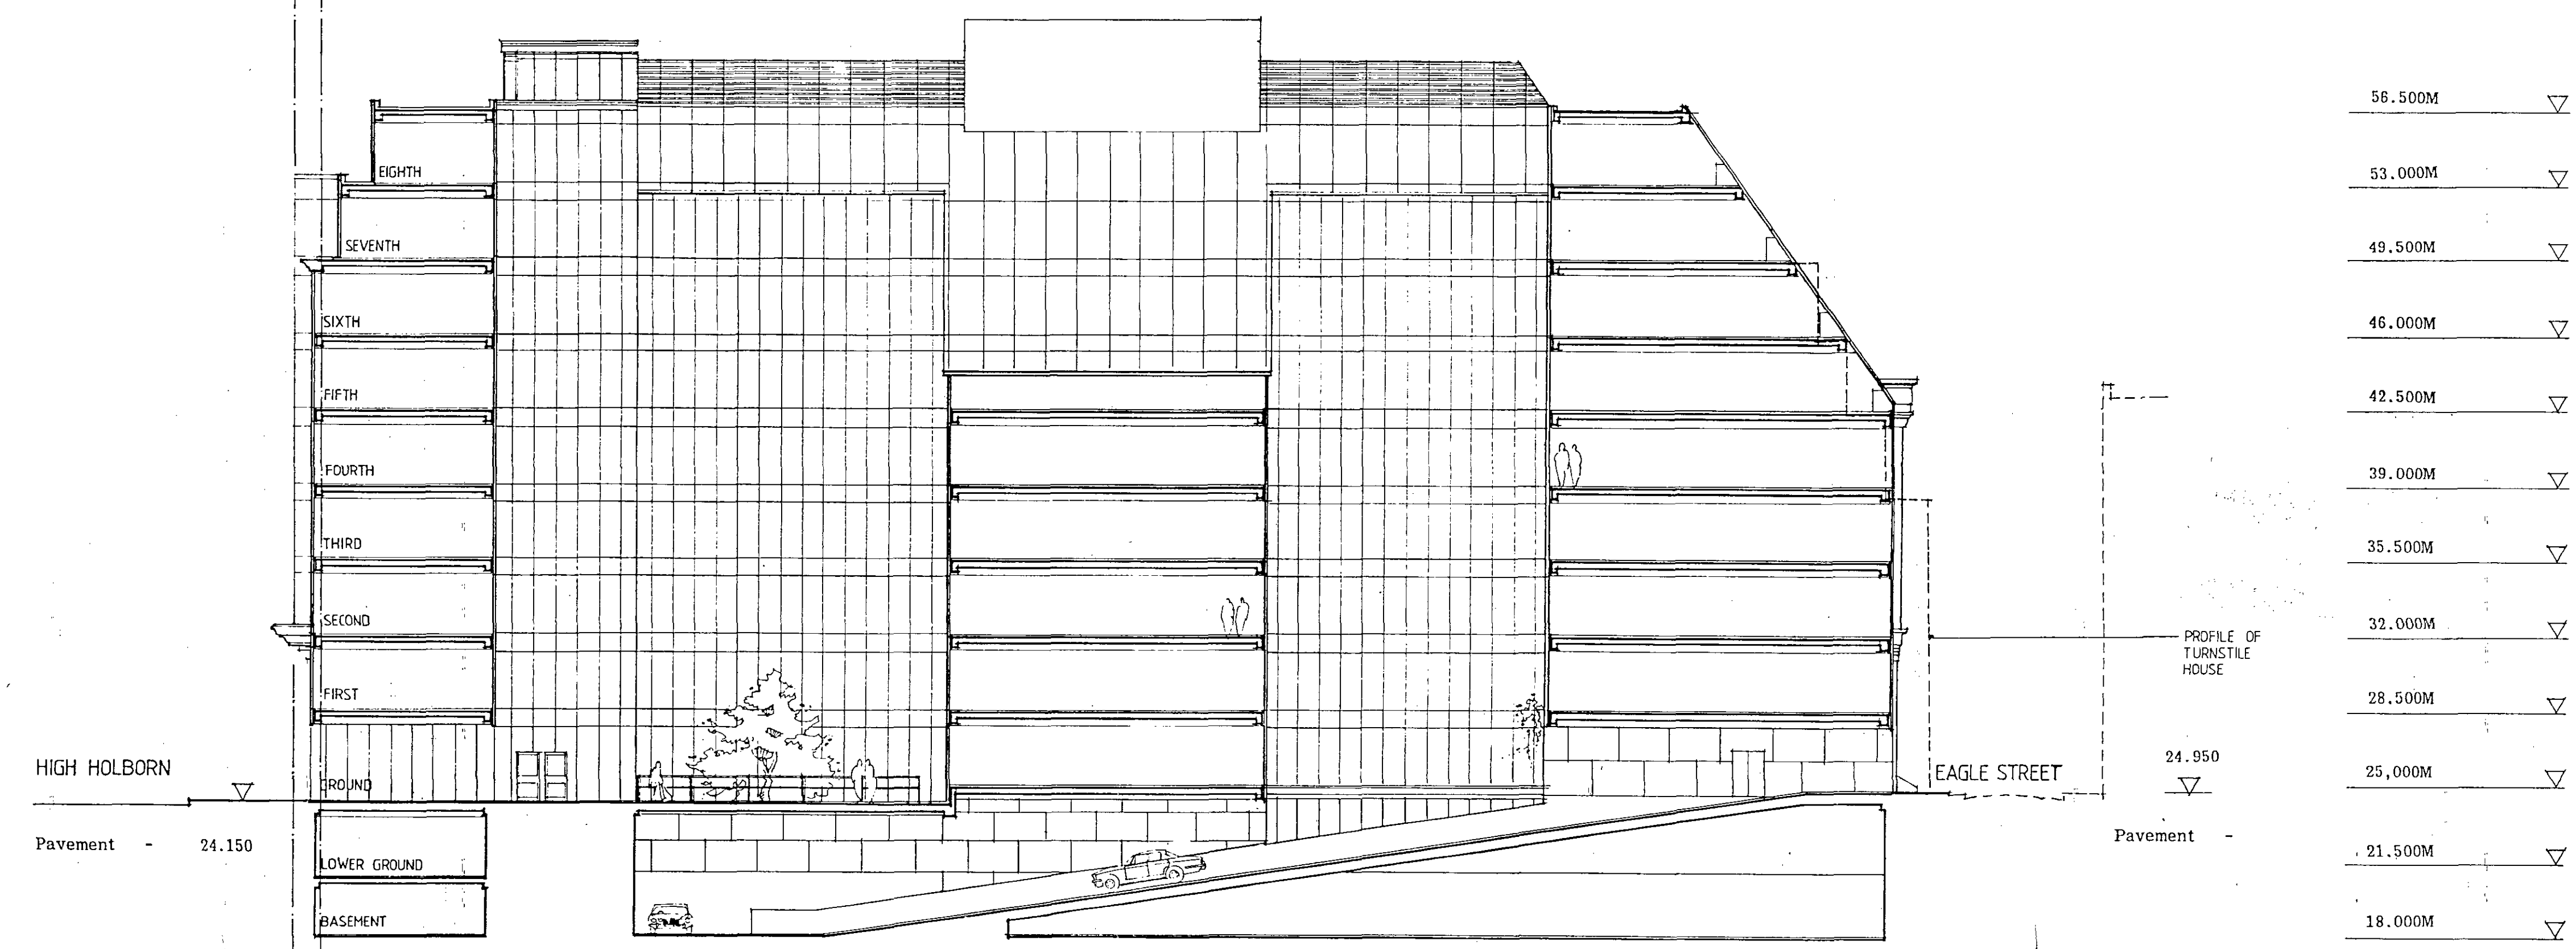 56.500M
EIGHTH
53.000M
SEVENTH
49.500M
SIXTH
46.000M
FIFTH
42.500M
FOURTH
39.000M
THIRD
35.500M
SECOND
32.000M
PROFILE OF
TURNSTILE
HOUSE
FIRST
28.500M
HIGH HOLBORN
GROUND
EAGLE STREET
24.950
25,000M
Pavement - 24.150
Pavement -
LOWER GROUND
21.500M
BASEMENT
18.000M